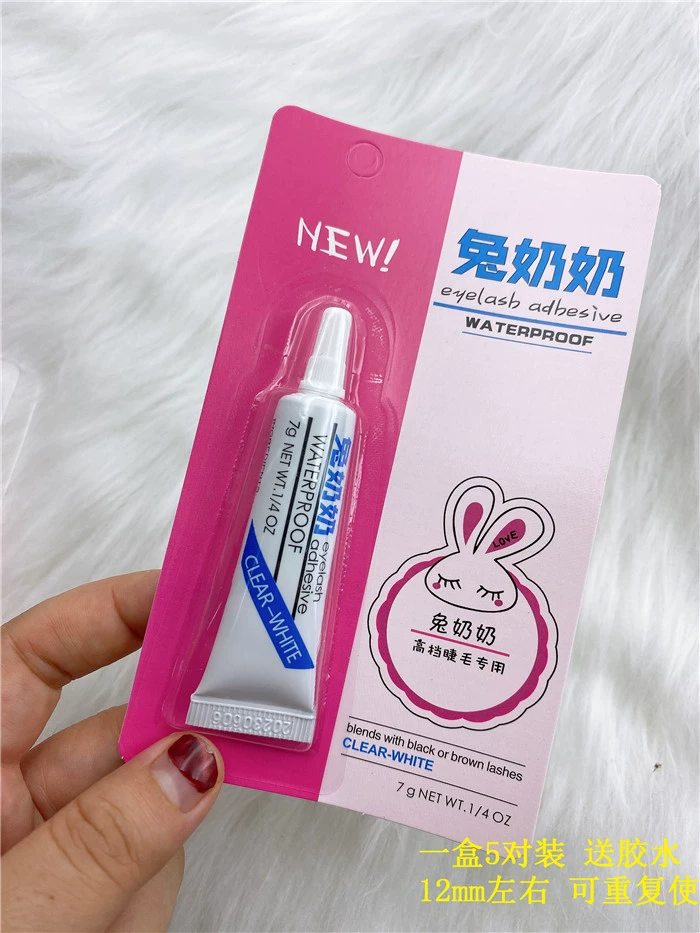 NEW!
兔奶奶
eyelash adhesive
WATERPROOF
兔奶奶
eyelash
adhesive
WATERPROOF
7g NET WT.1/4 OZ
CLEAR-WHITE
20230606
LOVE
兔奶奶
高档睫毛专用
blends with black or brown lashes
CLEAR-WHITE
7 g NET WT. 1/4 OZ
一盒5对装 送胶水
12mm左右 可重复使